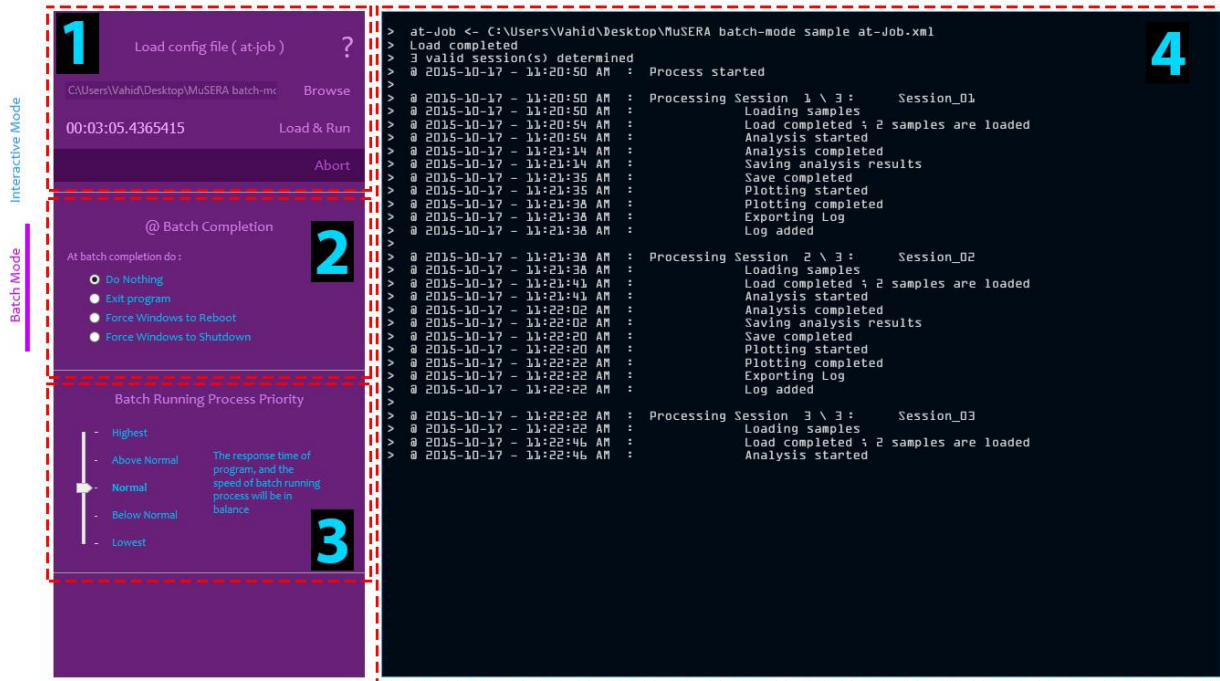 Interactive Mode
Batch Mode
1
Load config file ( at-job )
?
C:\Users\Vahid\Desktop\MuSERA batch-mo
Browse
00:03:05.4365415
Load & Run
Abort
2
@ Batch Completion
At batch completion do :
Do Nothing
Exit program
Force Windows to Reboot
Force Windows to Shutdown
3
Batch Running Process Priority
- Highest
- Above Normal
- Normal
- Below Normal
- Lowest
The response time of
program, and the
speed of batch running
process will be in
balance
4
> at-Job <- C:\Users\Vahid\Desktop\MuSERA batch-mode sample at-Job.xml
> Load completed
> 3 valid session(s) determined
> @ 2015-10-17 - 11:20:50 AM : Process started
>
> @ 2015-10-17 - 11:20:50 AM : Processing Session 1 \ 3 : Session_01
> @ 2015-10-17 - 11:20:50 AM : Loading samples
> @ 2015-10-17 - 11:20:54 AM : Load completed ; 2 samples are loaded
> @ 2015-10-17 - 11:20:54 AM : Analysis started
> @ 2015-10-17 - 11:21:14 AM : Analysis completed
> @ 2015-10-17 - 11:21:14 AM : Saving analysis results
> @ 2015-10-17 - 11:21:35 AM : Save completed
> @ 2015-10-17 - 11:21:35 AM : Plotting started
> @ 2015-10-17 - 11:21:38 AM : Plotting completed
> @ 2015-10-17 - 11:21:38 AM : Exporting Log
> @ 2015-10-17 - 11:21:38 AM : Log added
>
> @ 2015-10-17 - 11:21:38 AM : Processing Session 2 \ 3 : Session_02
> @ 2015-10-17 - 11:21:38 AM : Loading samples
> @ 2015-10-17 - 11:21:41 AM : Load completed ; 2 samples are loaded
> @ 2015-10-17 - 11:21:41 AM : Analysis started
> @ 2015-10-17 - 11:22:02 AM : Analysis completed
> @ 2015-10-17 - 11:22:02 AM : Saving analysis results
> @ 2015-10-17 - 11:22:20 AM : Save completed
> @ 2015-10-17 - 11:22:20 AM : Plotting started
> @ 2015-10-17 - 11:22:22 AM : Plotting completed
> @ 2015-10-17 - 11:22:22 AM : Exporting Log
> @ 2015-10-17 - 11:22:22 AM : Log added
>
> @ 2015-10-17 - 11:22:22 AM : Processing Session 3 \ 3 : Session_03
> @ 2015-10-17 - 11:22:22 AM : Loading samples
> @ 2015-10-17 - 11:22:46 AM : Load completed ; 2 samples are loaded
> @ 2015-10-17 - 11:22:46 AM : Analysis started